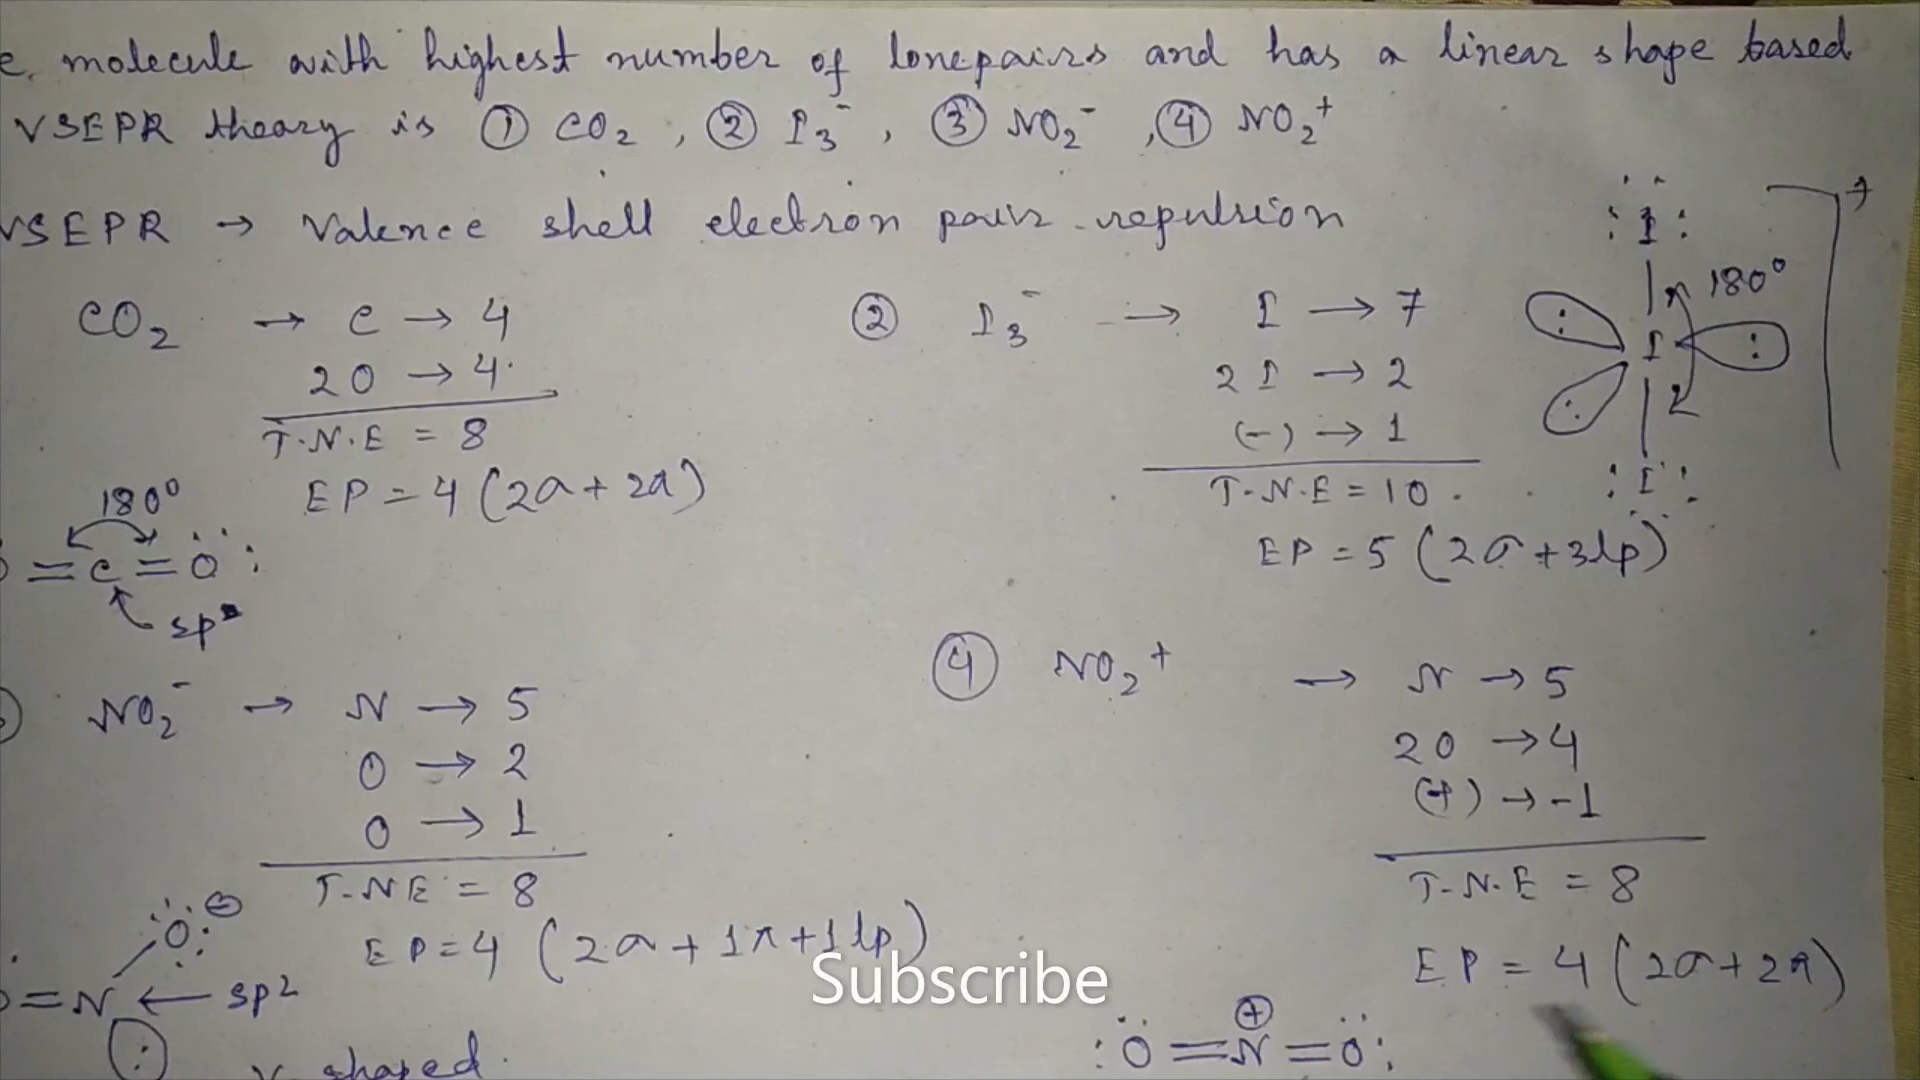 e molecule with highest number of lonepairs and has a linear shape based
VSEPR theory is ① CO₂ , ② I₃⁻ , ③ NO₂⁻ , ④ NO₂⁺
VSEPR → Valence shell electron pair repulsion
CO₂ → C → 4
2O → 4
T.N.E = 8
EP = 4 (2σ + 2π)
180°
= C = Ö:
sp
② I₃⁻ → I → 7
2I → 2
(-) → 1
T.N.E = 10
EP = 5 (2σ + 3lp)
:I:
180°
:I:
NO₂⁻ → N → 5
O → 2
O → 1
T.N.E = 8
EP = 4 (2σ + 1π + 1lp)
:O: ⊖
= N ← sp²
V shaped.
④ NO₂⁺ → N → 5
2O → 4
(+) → -1
T.N.E = 8
EP = 4 (2σ + 2π)
⊕
:Ö = N = Ö:
Subscribe